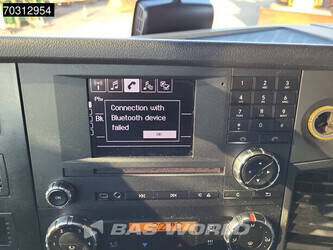 70312954
Connection with
Bluetooth device
failed
OK
BAS WORLD